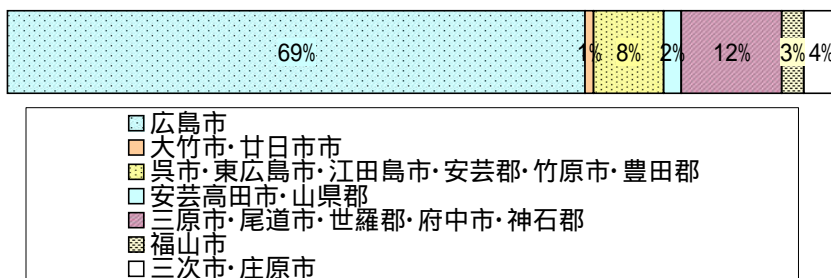 69% 1% 8% 2% 12% 3% 4%
広島市
大竹市・廿日市市
呉市・東広島市・江田島市・安芸郡・竹原市・豊田郡
安芸高田市・山県郡
三原市・尾道市・世羅郡・府中市・神石郡
福山市
三次市・庄原市